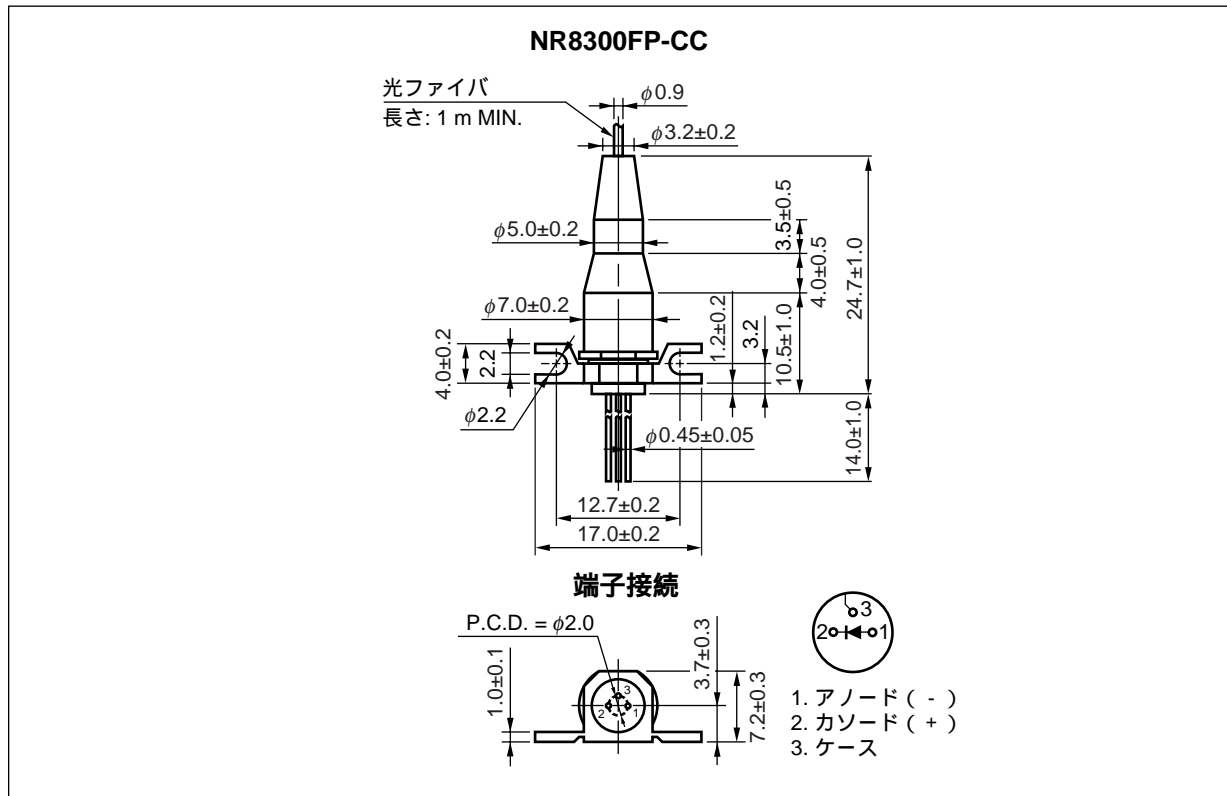 NR8300FP-CC
光ファイバ
長さ: 1 m MIN.
φ0.9
φ3.2±0.2
φ5.0±0.2
3.5±0.5
4.0±0.5
24.7±1.0
φ7.0±0.2
1.2±0.2
3.2
10.5±1.0
4.0±0.2
2.2
φ2.2
φ0.45±0.05
14.0±1.0
12.7±0.2
17.0±0.2
端子接続
P.C.D. = φ2.0
1.0±0.1
3.7±0.3
7.2±0.3
3
2
1
3
2
1
1. アノード ( - )
2. カソード ( + )
3. ケース